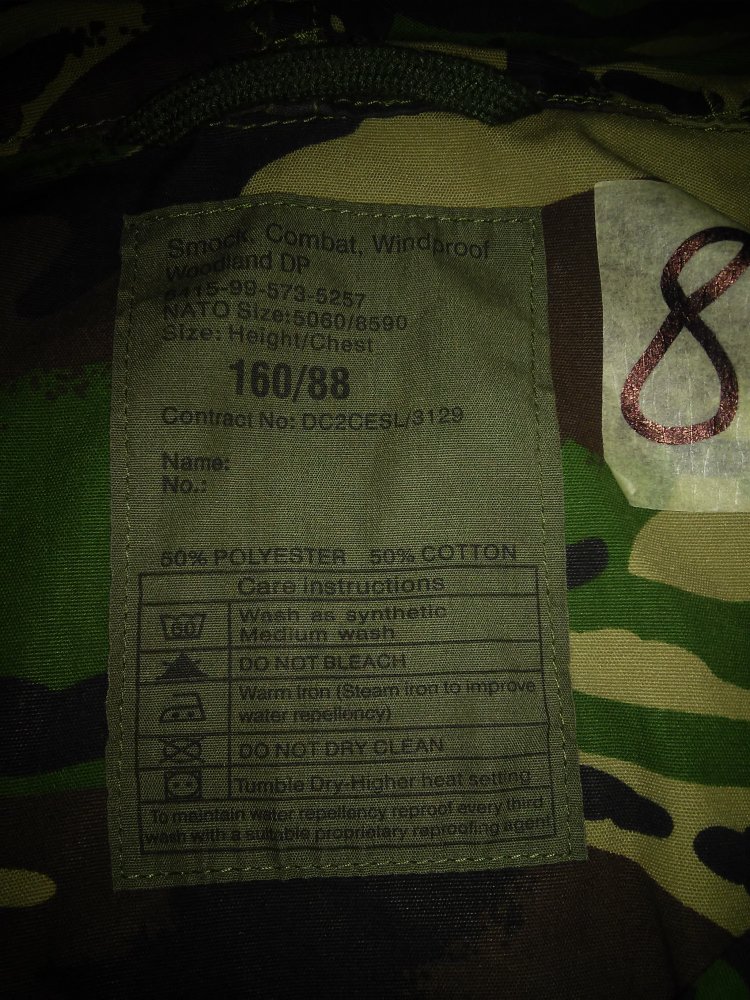 Smock, Combat, Windproof
Woodland DP
8415-99-573-5257
NATO Size:5060/8590
Size: Height/Chest
160/88
Contract No: DC2CESL/3129
Name:
No.:
50% POLYESTER 50% COTTON
Care instructions
60
Wash as synthetic
Medium wash
DO NOT BLEACH
Warm Iron (Steam iron to improve
water repellency)
DO NOT DRY CLEAN
Tumble Dry-Higher heat setting
To maintain water repellency reproof every third
wash with a suitable proprietary reproofing agent
8